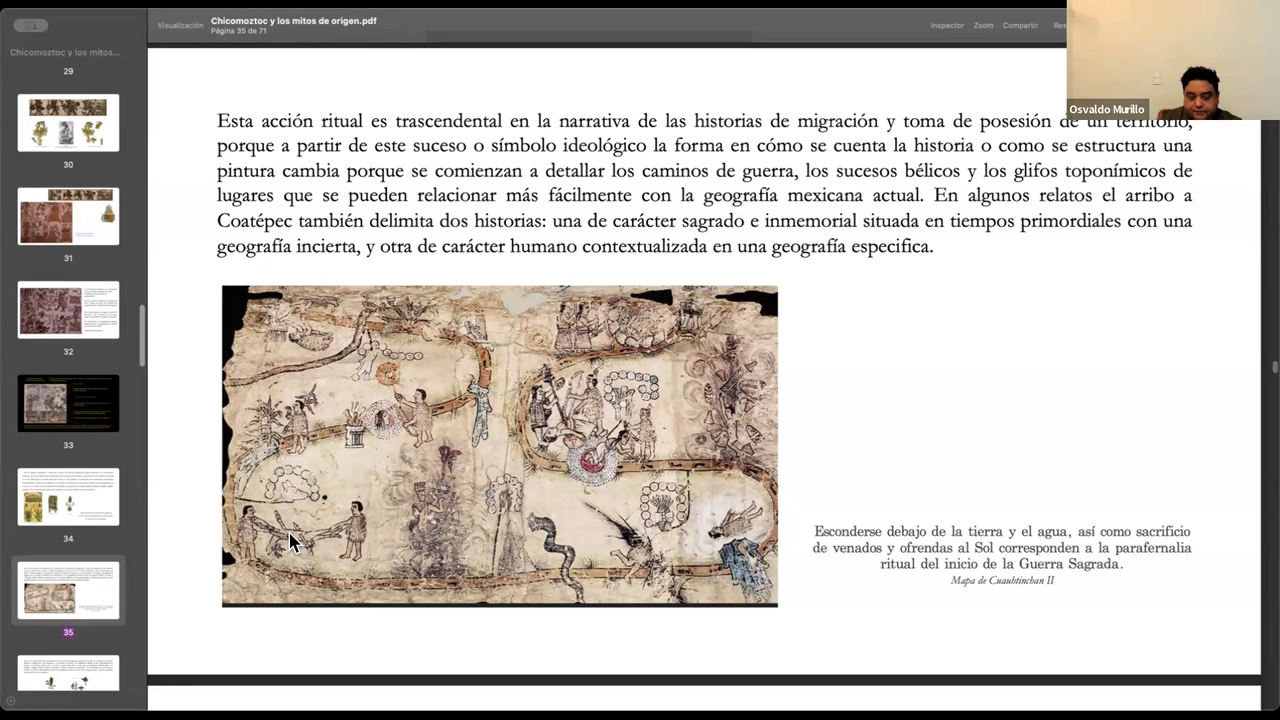 Visualización
Chicomoztoc y los mitos de origen.pdf
Página 35 de 71
Inspector
Zoom
Compartir
Chicomoztoc y los mitos...
29
30
31
32
33
34
35
Osvaldo Murillo
Esta acción ritual es trascendental en la narrativa de las historias de migración y toma de posesión de un territorio,
porque a partir de este suceso o símbolo ideológico la forma en cómo se cuenta la historia o como se estructura una
pintura cambia porque se comienzan a detallar los caminos de guerra, los sucesos bélicos y los glifos toponímicos de
lugares que se pueden relacionar más fácilmente con la geografía mexicana actual. En algunos relatos el arribo a
Coatépec también delimita dos historias: una de carácter sagrado e inmemorial situada en tiempos primordiales con una
geografía incierta, y otra de carácter humano contextualizada en una geografía especifica.
Esconderse debajo de la tierra y el agua, así como sacrificio
de venados y ofrendas al Sol corresponden a la parafernalia
ritual del inicio de la Guerra Sagrada.
Mapa de Cuauhtinchan II